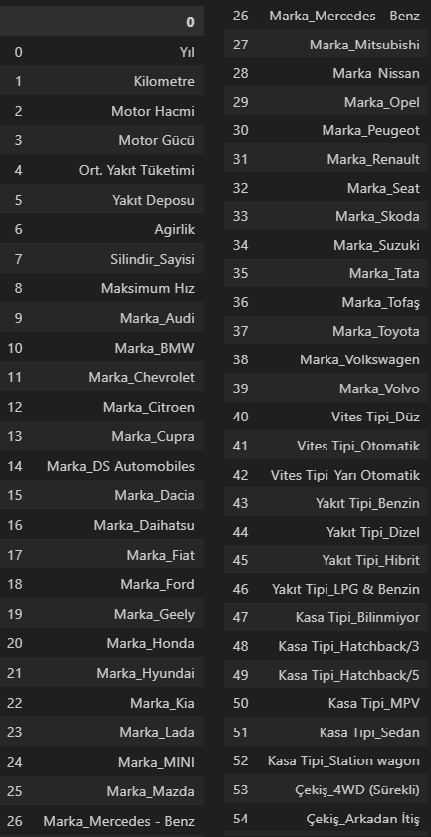 0
0 Yıl
1 Kilometre
2 Motor Hacmi
3 Motor Gücü
4 Ort. Yakıt Tüketimi
5 Yakıt Deposu
6 Agirlik
7 Silindir_Sayisi
8 Maksimum Hız
9 Marka_Audi
10 Marka_BMW
11 Marka_Chevrolet
12 Marka_Citroen
13 Marka_Cupra
14 Marka_DS Automobiles
15 Marka_Dacia
16 Marka_Daihatsu
17 Marka_Fiat
18 Marka_Ford
19 Marka_Geely
20 Marka_Honda
21 Marka_Hyundai
22 Marka_Kia
23 Marka_Lada
24 Marka_MINI
25 Marka_Mazda
26 Marka_Mercedes - Benz
26 Marka_Mercedes Benz
27 Marka_Mitsubishi
28 Marka Nissan
29 Marka_Opel
30 Marka_Peugeot
31 Marka_Renault
32 Marka_Seat
33 Marka_Skoda
34 Marka_Suzuki
35 Marka_Tata
36 Marka_Tofaş
37 Marka_Toyota
38 Marka_Volkswagen
39 Marka_Volvo
40 Vites Tipi_Düz
41 Vites Tipi_Otomatik
42 Vites Tipi Yarı Otomatik
43 Yakıt Tipi_Benzin
44 Yakıt Tipi_Dizel
45 Yakıt Tipi_Hibrit
46 Yakıt Tipi_LPG & Benzin
47 Kasa Tipi_Bilinmiyor
48 Kasa Tipi_Hatchback/3
49 Kasa Tipi_Hatchback/5
50 Kasa Tipi_MPV
51 Kasa Tipi_Sedan
52 Kasa Tipi_Station wagon
53 Çekiş_4WD (Sürekli)
54 Çekiş_Arkadan İtiş